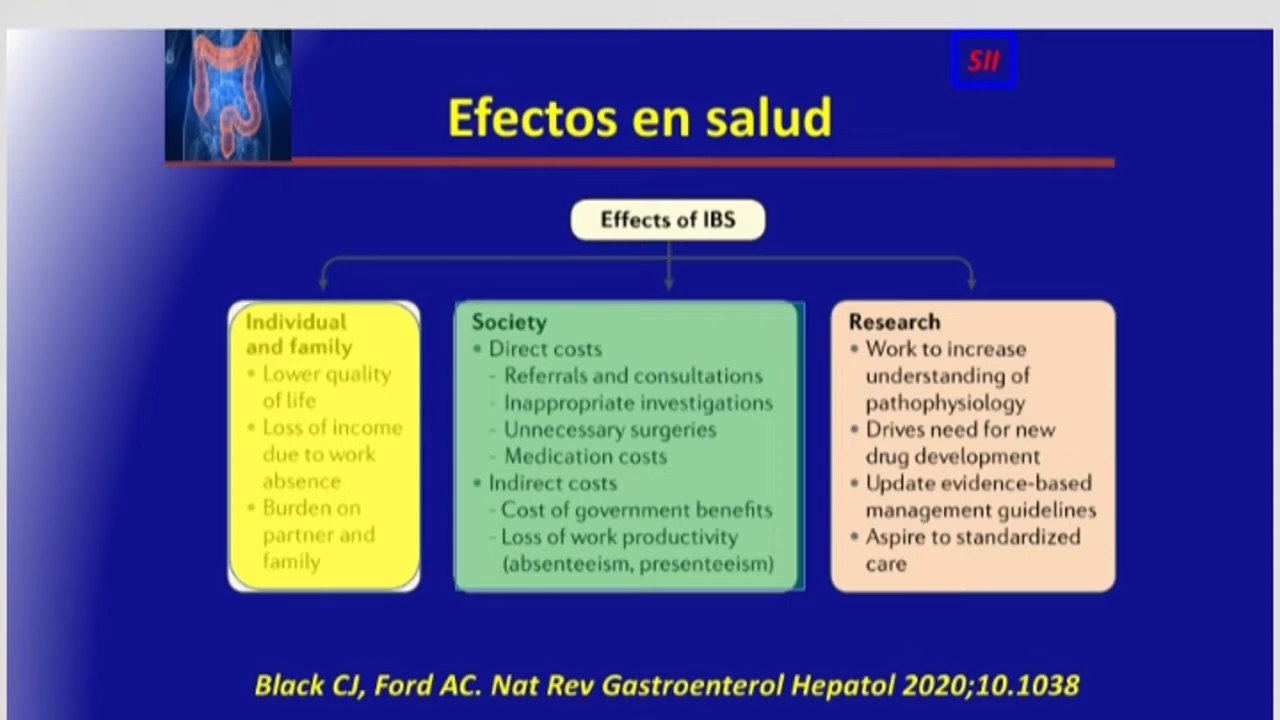 SII
Efectos en salud
Effects of IBS
Individual
and family
• Lower quality
of life
• Loss of income
due to work
absence
• Burden on
partner and
family
Society
• Direct costs
- Referrals and consultations
- Inappropriate investigations
- Unnecessary surgeries
- Medication costs
• Indirect costs
- Cost of government benefits
- Loss of work productivity
(absenteeism, presenteeism)
Research
• Work to increase
understanding of
pathophysiology
• Drives need for new
drug development
• Update evidence-based
management guidelines
• Aspire to standardized
care
Black CJ, Ford AC. Nat Rev Gastroenterol Hepatol 2020;10.1038